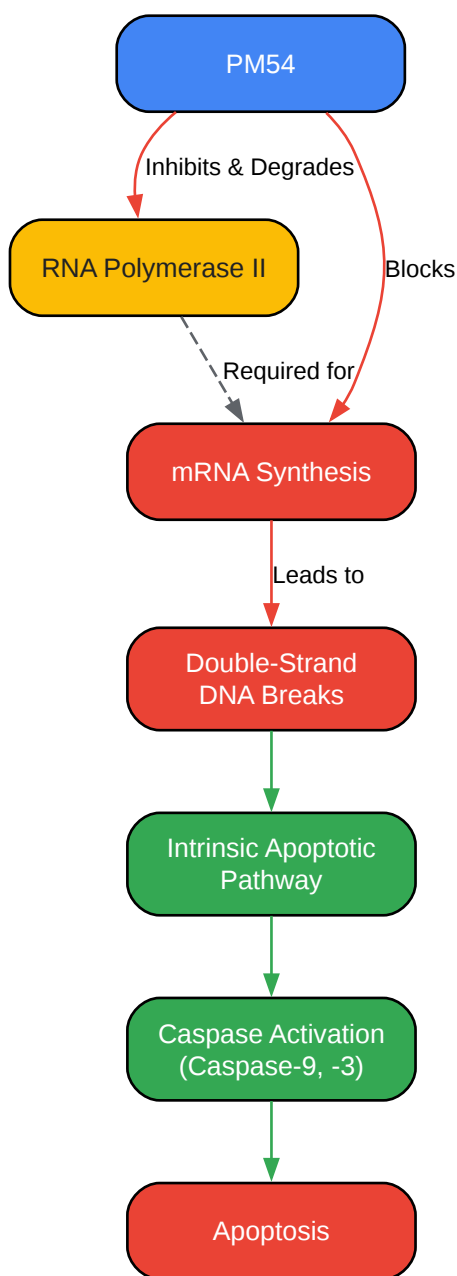 PM54
Inhibits & Degrades
RNA Polymerase II
Blocks
Required for
mRNA Synthesis
Leads to
Double-Strand
DNA Breaks
Intrinsic Apoptotic
Pathway
Caspase Activation
(Caspase-9, -3)
Apoptosis